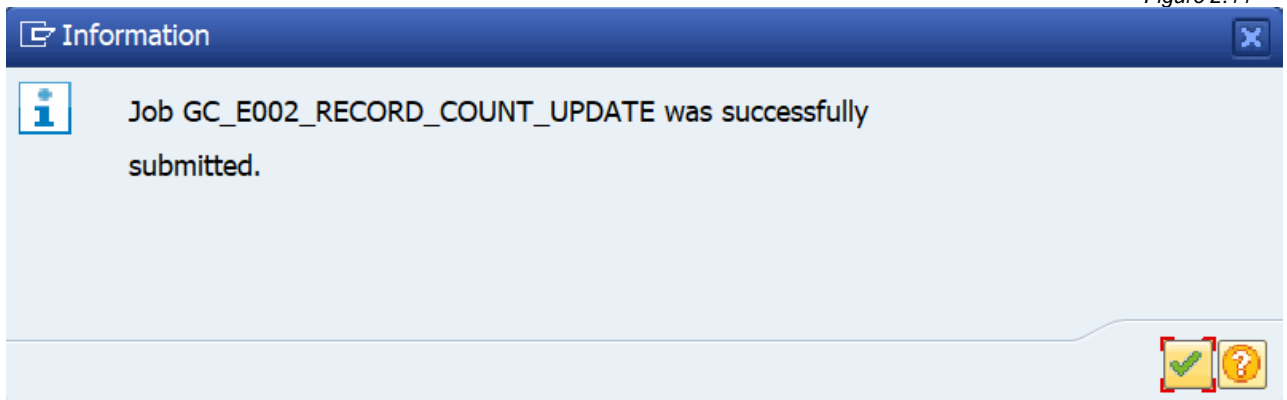 Information
Job GC_E002_RECORD_COUNT_UPDATE was successfully
submitted.